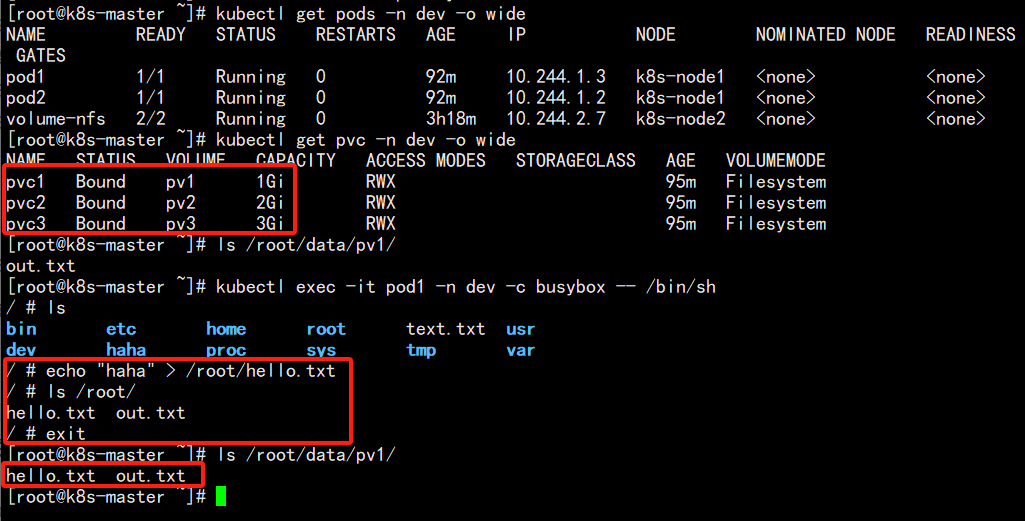 [root@k8s-master ~]# kubectl get pods -n dev -o wide
NAME         READY   STATUS    RESTARTS   AGE     IP           NODE        NOMINATED NODE   READINESS
 GATES
pod1         1/1     Running   0          92m     10.244.1.3   k8s-node1   <none>           <none>
pod2         1/1     Running   0          92m     10.244.1.2   k8s-node1   <none>           <none>
volume-nfs   2/2     Running   0          3h18m   10.244.2.7   k8s-node2   <none>           <none>
[root@k8s-master ~]# kubectl get pvc -n dev -o wide
NAME   STATUS   VOLUME   CAPACITY   ACCESS MODES   STORAGECLASS   AGE   VOLUMEMODE
pvc1   Bound    pv1      1Gi        RWX                           95m   Filesystem
pvc2   Bound    pv2      2Gi        RWX                           95m   Filesystem
pvc3   Bound    pv3      3Gi        RWX                           95m   Filesystem
[root@k8s-master ~]# ls /root/data/pv1/
out.txt
[root@k8s-master ~]# kubectl exec -it pod1 -n dev -c busybox -- /bin/sh
/ # ls
bin       etc       home      root      text.txt  usr
dev       haha      proc      sys       tmp       var
/ # echo "haha" > /root/hello.txt
/ # ls /root/
hello.txt  out.txt
/ # exit
[root@k8s-master ~]# ls /root/data/pv1/
hello.txt  out.txt
[root@k8s-master ~]#